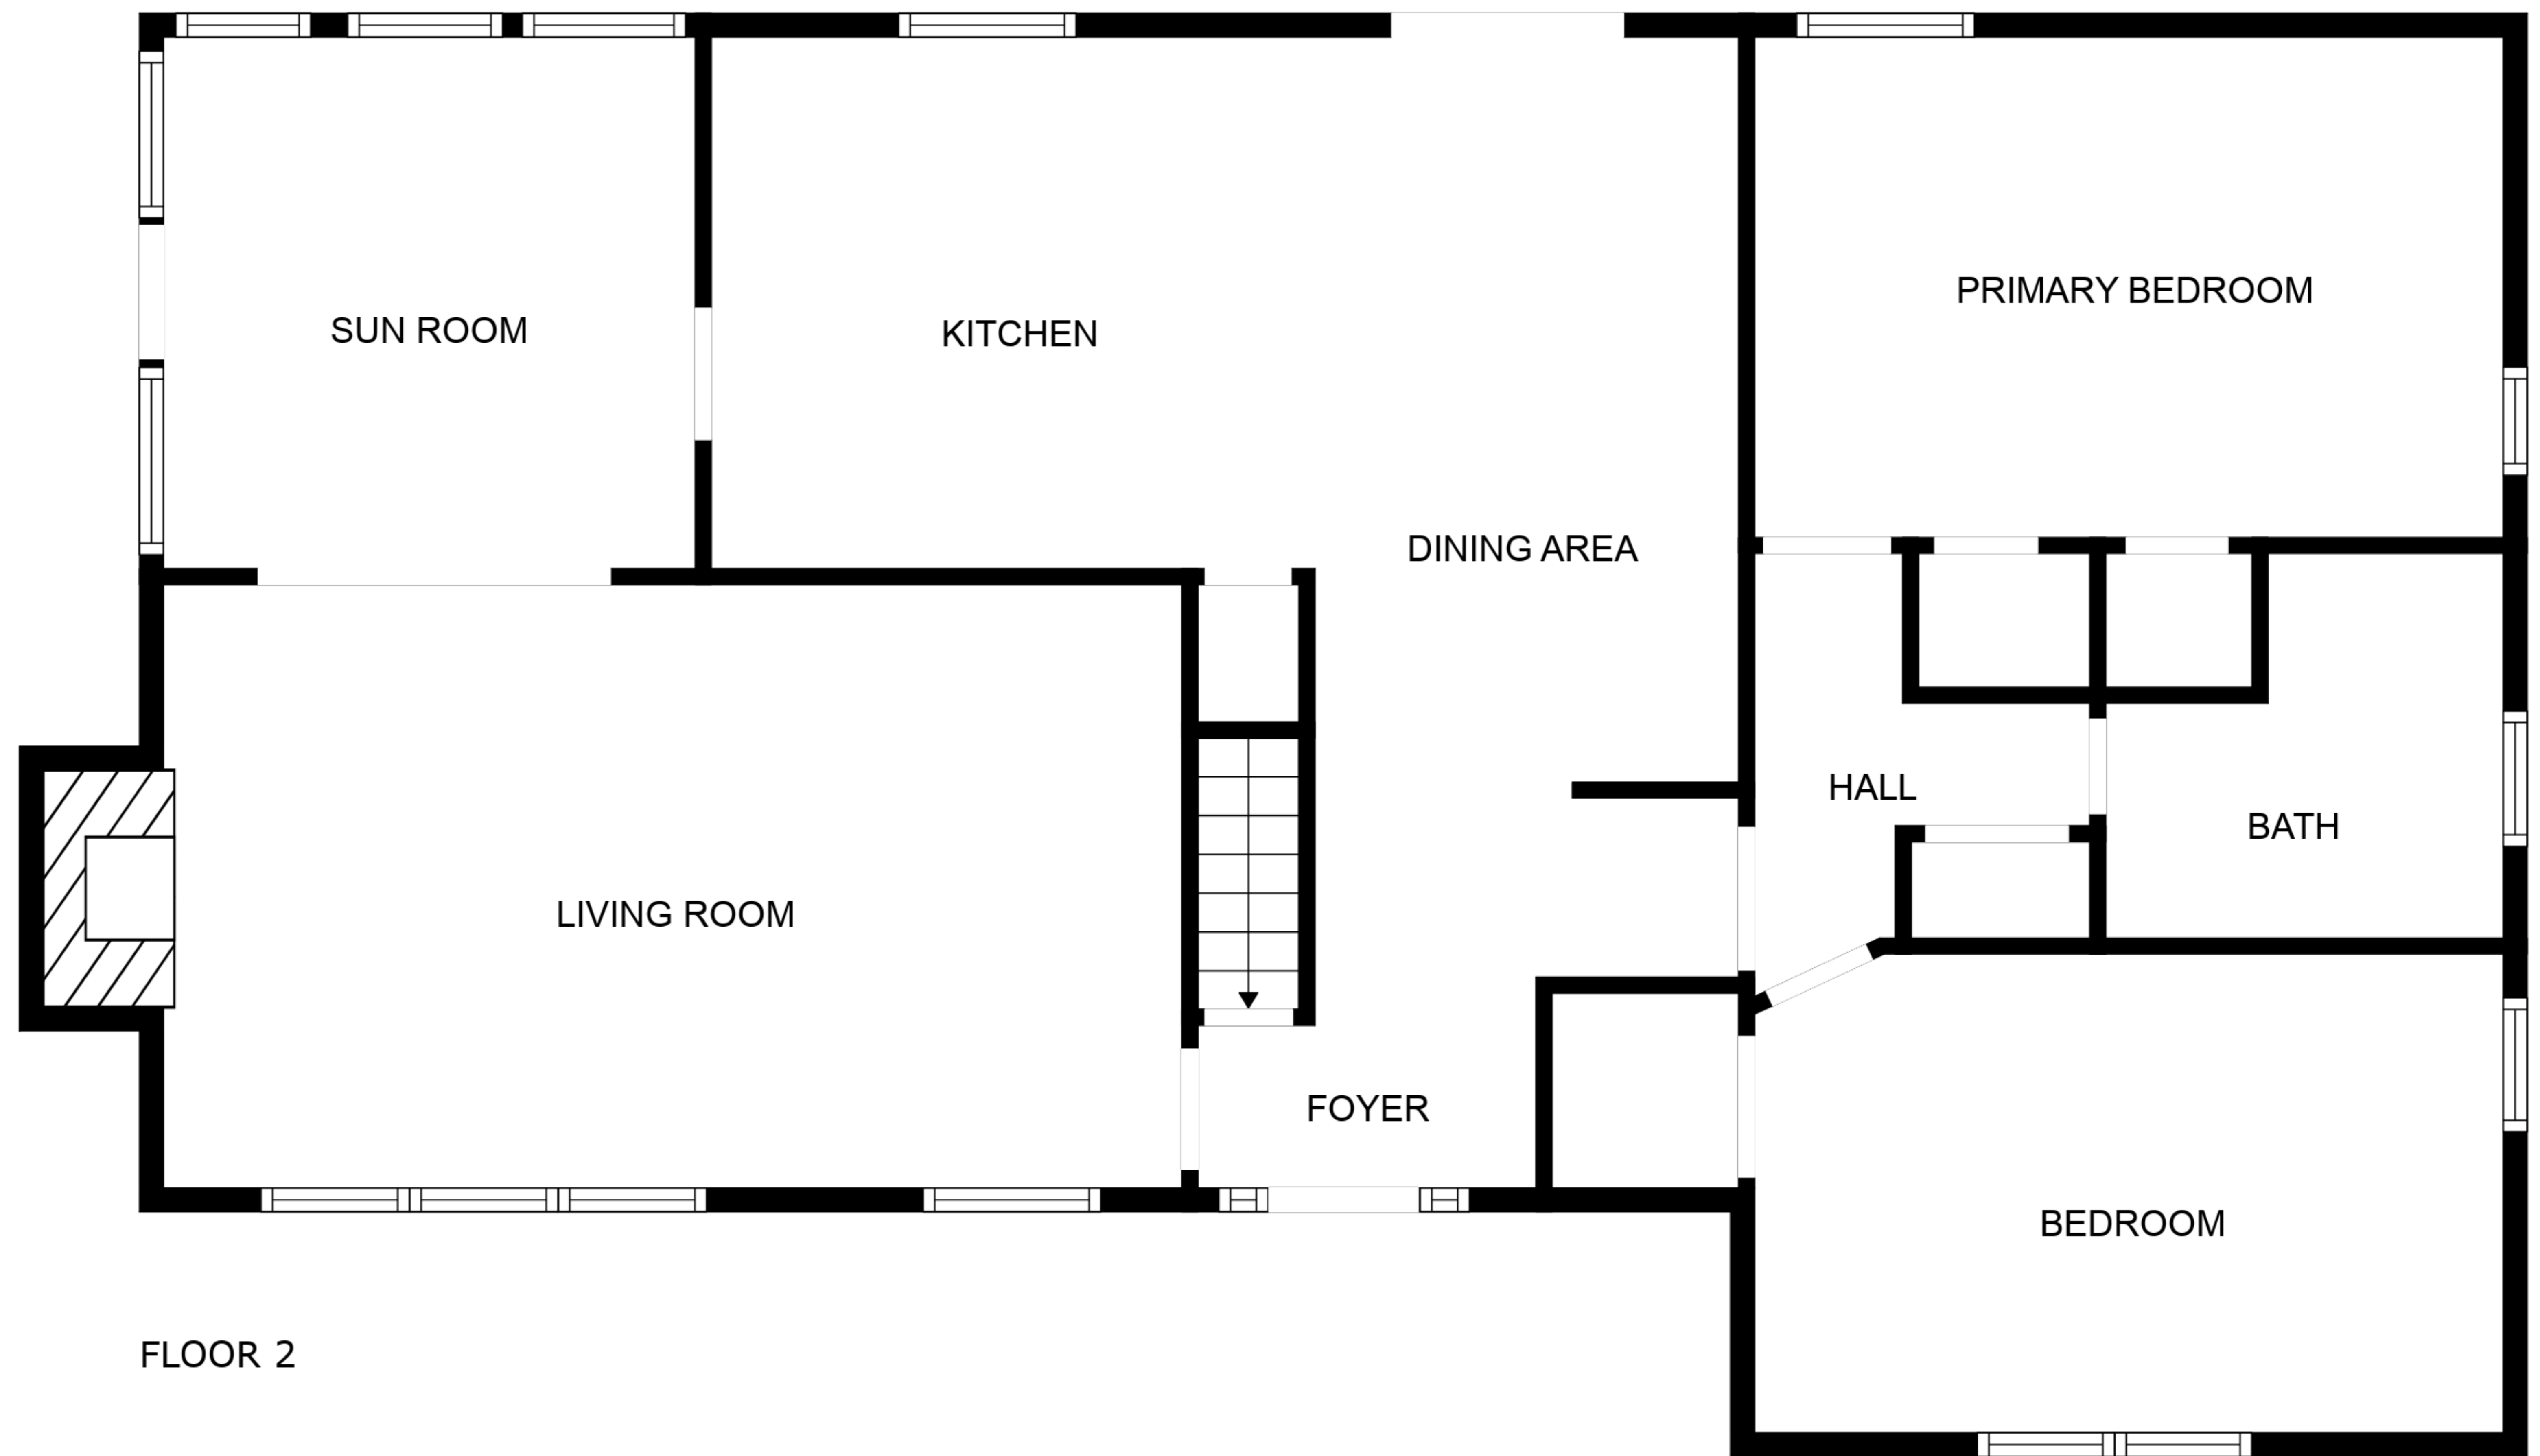 PRIMARY BEDROOM
SUN ROOM
KITCHEN
DINING AREA
HALL
BATH
LIVING ROOM
FOYER
BEDROOM
FLOOR 2